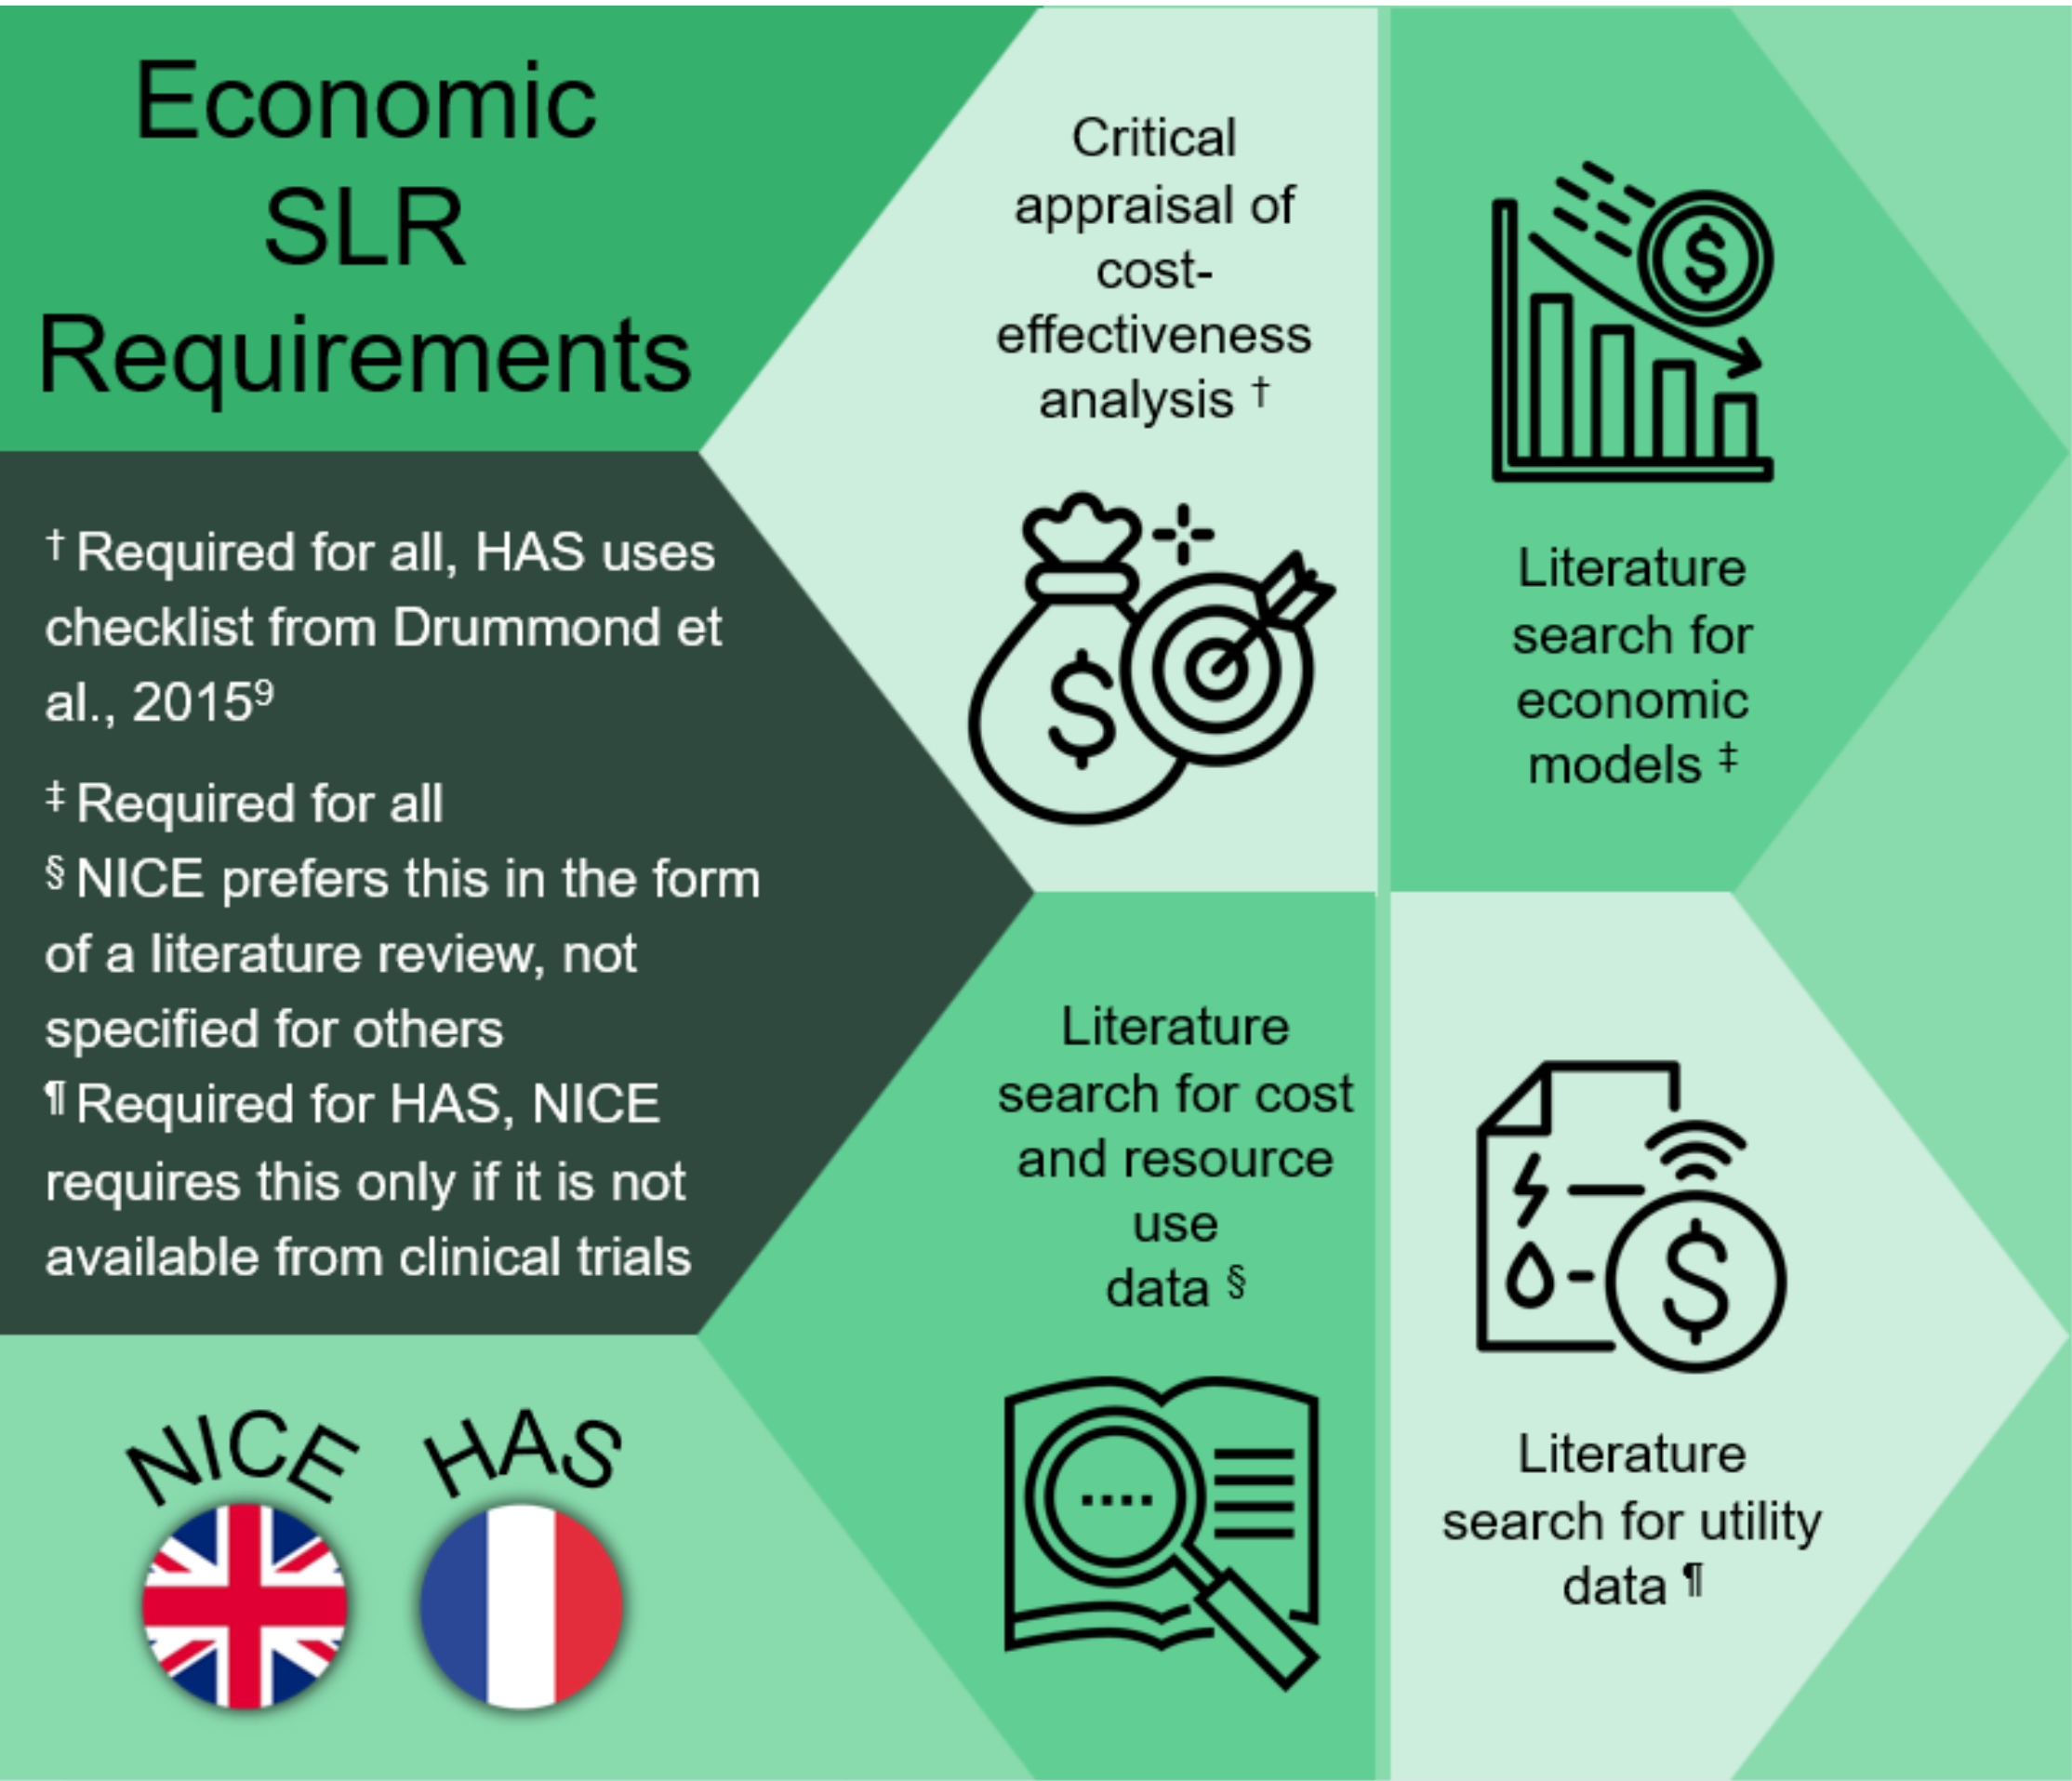 Economic
SLR
Requirements
† Required for all, HAS uses
checklist from Drummond et
al., 2015⁹
‡ Required for all
§ NICE prefers this in the form
of a literature review, not
specified for others
¶ Required for HAS, NICE
requires this only if it is not
available from clinical trials
NICE
HAS
Critical
appraisal of
cost-
effectiveness
analysis †
$
$
Literature
search for
economic
models ‡
Literature
search for cost
and resource
use
data §
$
Literature
search for utility
data ¶